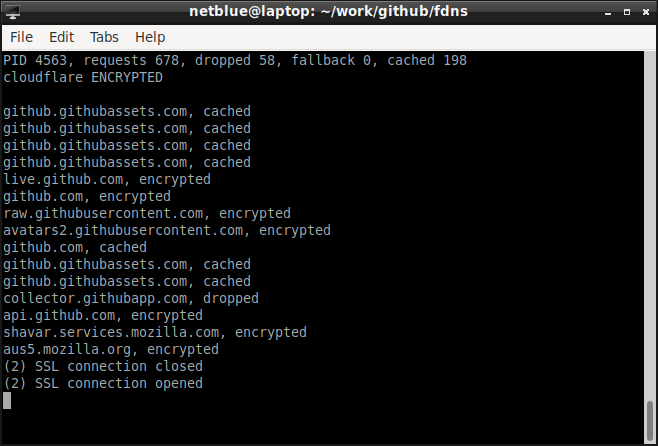 netblue@laptop: ~/work/github/fdns
File Edit Tabs Help
PID 4563, requests 678, dropped 58, fallback 0, cached 198
cloudflare ENCRYPTED
github.githubassets.com, cached
github.githubassets.com, cached
github.githubassets.com, cached
github.githubassets.com, cached
live.github.com, encrypted
github.com, encrypted
raw.githubusercontent.com, encrypted
avatars2.githubusercontent.com, encrypted
github.com, cached
github.githubassets.com, cached
github.githubassets.com, cached
collector.githubapp.com, dropped
api.github.com, encrypted
shavar.services.mozilla.com, encrypted
aus5.mozilla.org, encrypted
(2) SSL connection closed
(2) SSL connection opened